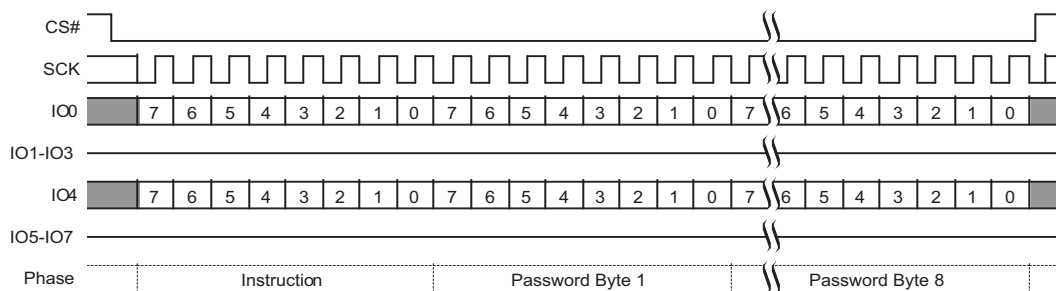 CS#
SCK
IO0 7 6 5 4 3 2 1 0 7 6 5 4 3 2 1 0 7 6 5 4 3 2 1 0
IO1-IO3
IO4 7 6 5 4 3 2 1 0 7 6 5 4 3 2 1 0 7 6 5 4 3 2 1 0
IO5-IO7
Phase Instruction Password Byte 1 Password Byte 8